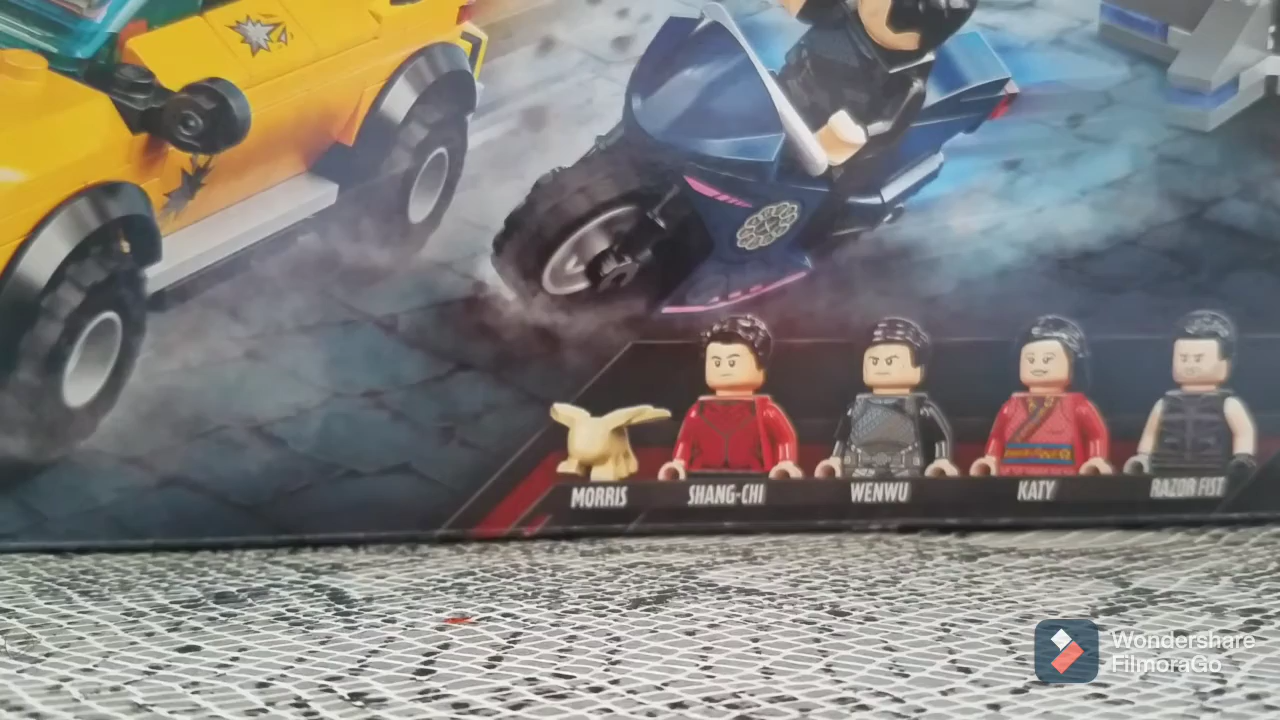 MORRIS
SHANG-CHI
WENWU
KATY
RAZOR FIST
Wondershare
FilmoraGo